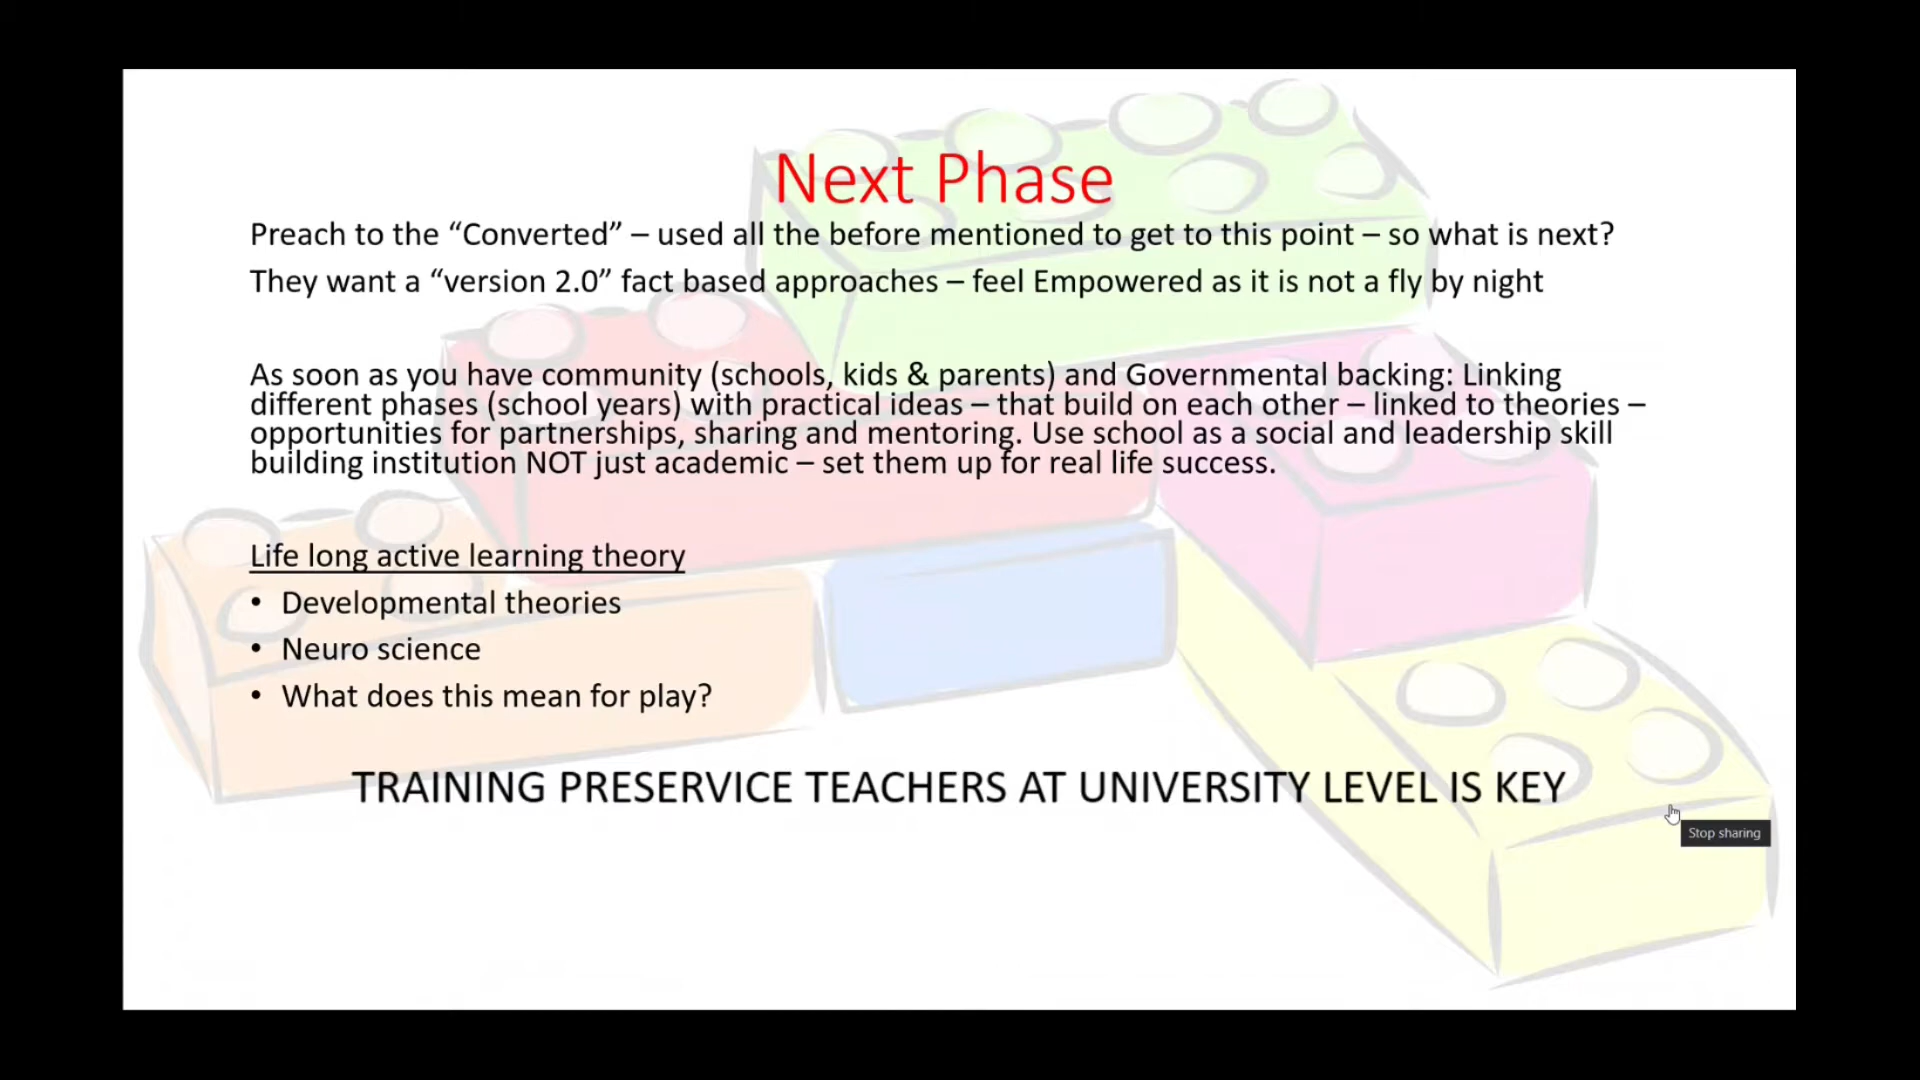 Next Phase
Preach to the “Converted” – used all the before mentioned to get to this point – so what is next?
They want a “version 2.0” fact based approaches – feel Empowered as it is not a fly by night
As soon as you have community (schools, kids & parents) and Governmental backing: Linking
different phases (school years) with practical ideas – that build on each other – linked to theories –
opportunities for partnerships, sharing and mentoring. Use school as a social and leadership skill
building institution NOT just academic – set them up for real life success.
Life long active learning theory
• Developmental theories
• Neuro science
• What does this mean for play?
TRAINING PRESERVICE TEACHERS AT UNIVERSITY LEVEL IS KEY
Stop sharing